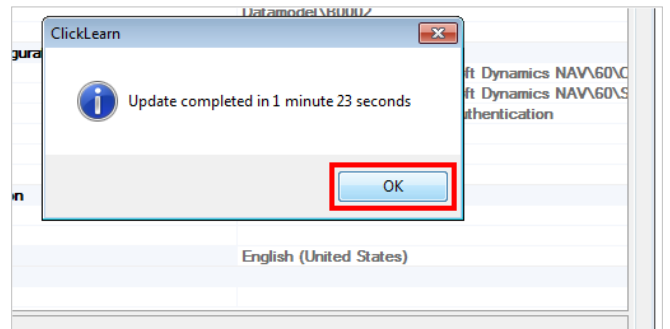 Datamodel\R0002
ClickLearn
gura
ft Dynamics NAV\60\C
Update completed in 1 minute 23 seconds
ft Dynamics NAV\60\S
uthentication
OK
on
English (United States)